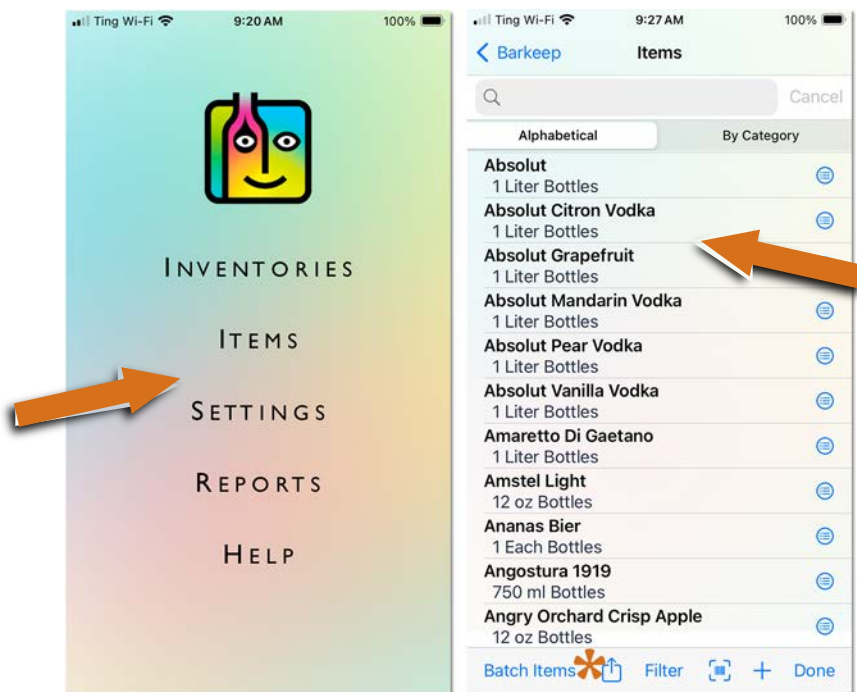 Ting Wi-Fi 9:20 AM 100%
INVENTORIES
ITEMS
SETTINGS
REPORTS
HELP
Ting Wi-Fi 9:27 AM 100%
Barkeep Items
Cancel
Alphabetical By Category
Absolut
1 Liter Bottles
Absolut Citron Vodka
1 Liter Bottles
Absolut Grapefruit
1 Liter Bottles
Absolut Mandarin Vodka
1 Liter Bottles
Absolut Pear Vodka
1 Liter Bottles
Absolut Vanilla Vodka
1 Liter Bottles
Amaretto Di Gaetano
1 Liter Bottles
Amstel Light
12 oz Bottles
Ananas Bier
1 Each Bottles
Angostura 1919
750 ml Bottles
Angry Orchard Crisp Apple
12 oz Bottles
Batch Items Filter Done